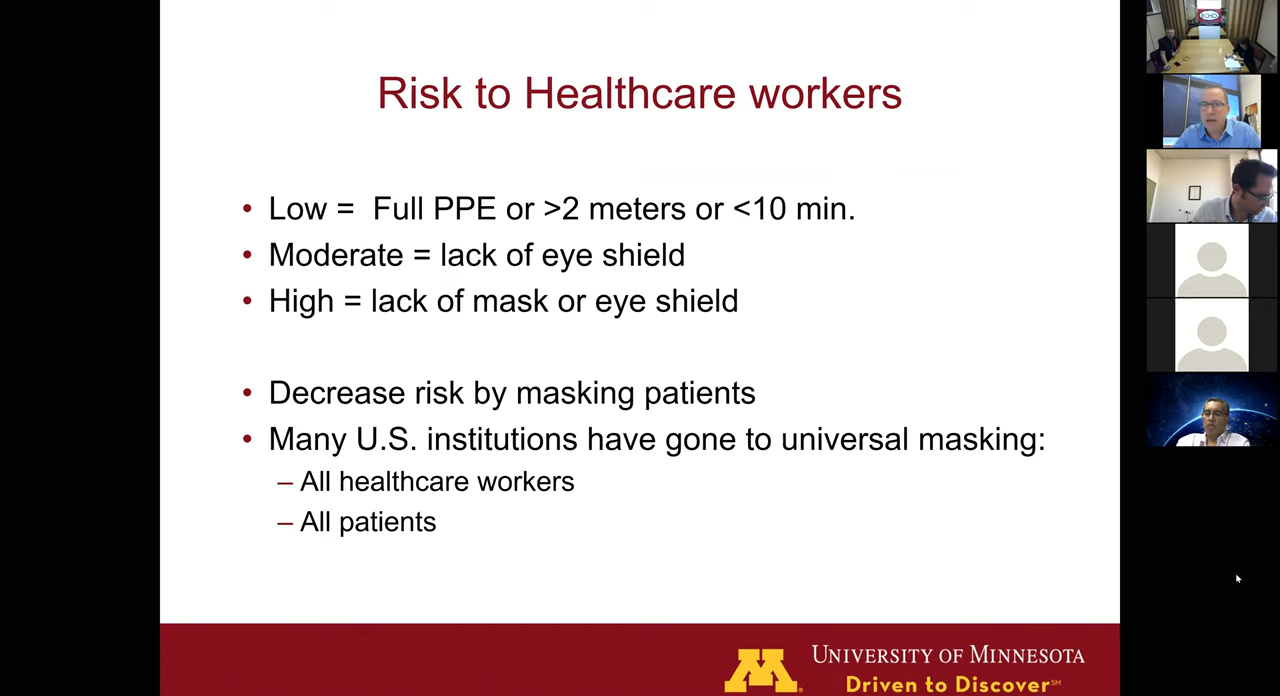 Risk to Healthcare workers
• Low = Full PPE or >2 meters or <10 min.
• Moderate = lack of eye shield
• High = lack of mask or eye shield
• Decrease risk by masking patients
• Many U.S. institutions have gone to universal masking:
– All healthcare workers
– All patients
M
UNIVERSITY OF MINNESOTA
Driven to Discover℠
ECHO